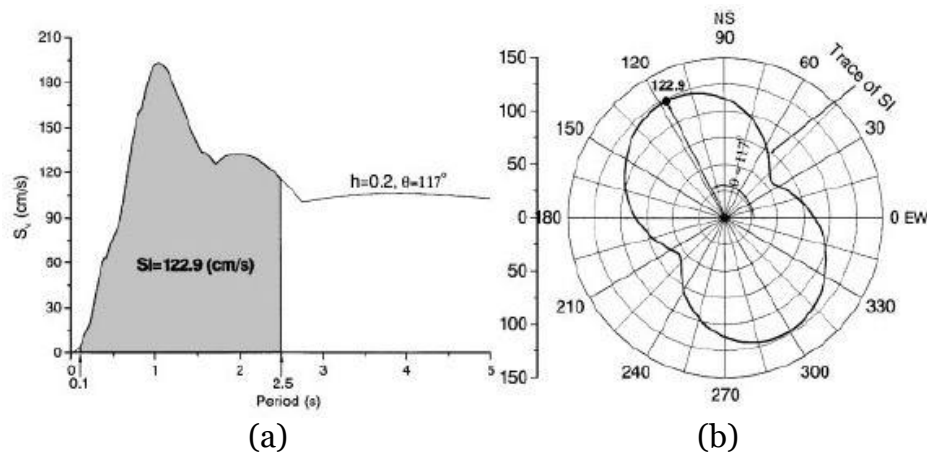 210
180
150
120
90
60
30
0
S_v (cm/s)
h=0.2, θ=117°
SI=122.9 (cm/s)
0 1 2 3 4 5
0.1 2.5
Period (s)
(a)
150
100
50
0
50
100
150
NS
90
120 60
122.9
Trace of SI
150 30
θ = 117°
180 0 EW
210 330
240 300
270
(b)